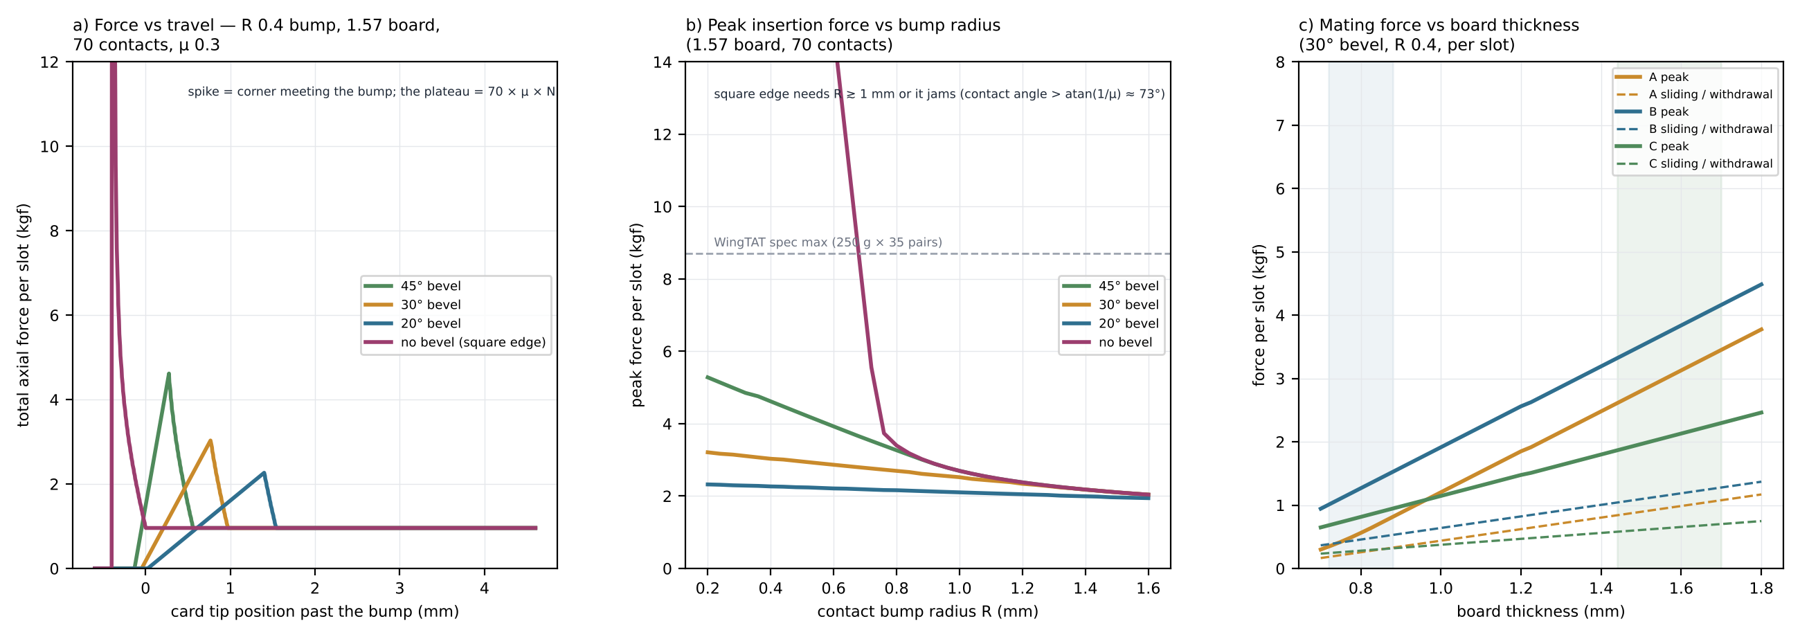 a) Force vs travel — R 0.4 bump, 1.57 board,
70 contacts, μ 0.3
12
10
8
6
4
2
0
total axial force per slot (kgf)
spike = corner meeting the bump; the plateau = 70 × μ × N
45° bevel
30° bevel
20° bevel
no bevel (square edge)
0
1
2
3
4
card tip position past the bump (mm)
b) Peak insertion force vs bump radius
(1.57 board, 70 contacts)
14
12
10
8
6
4
2
0
peak force per slot (kgf)
square edge needs R ≥ 1 mm or it jams (contact angle > atan(1/μ) ≈ 73°)
WingTAT spec max (250 g × 35 pairs)
45° bevel
30° bevel
20° bevel
no bevel
0.2
0.4
0.6
0.8
1.0
1.2
1.4
1.6
contact bump radius R (mm)
c) Mating force vs board thickness
(30° bevel, R 0.4, per slot)
8
7
6
5
4
3
2
1
0
force per slot (kgf)
A peak
A sliding / withdrawal
B peak
B sliding / withdrawal
C peak
C sliding / withdrawal
0.8
1.0
1.2
1.4
1.6
1.8
board thickness (mm)